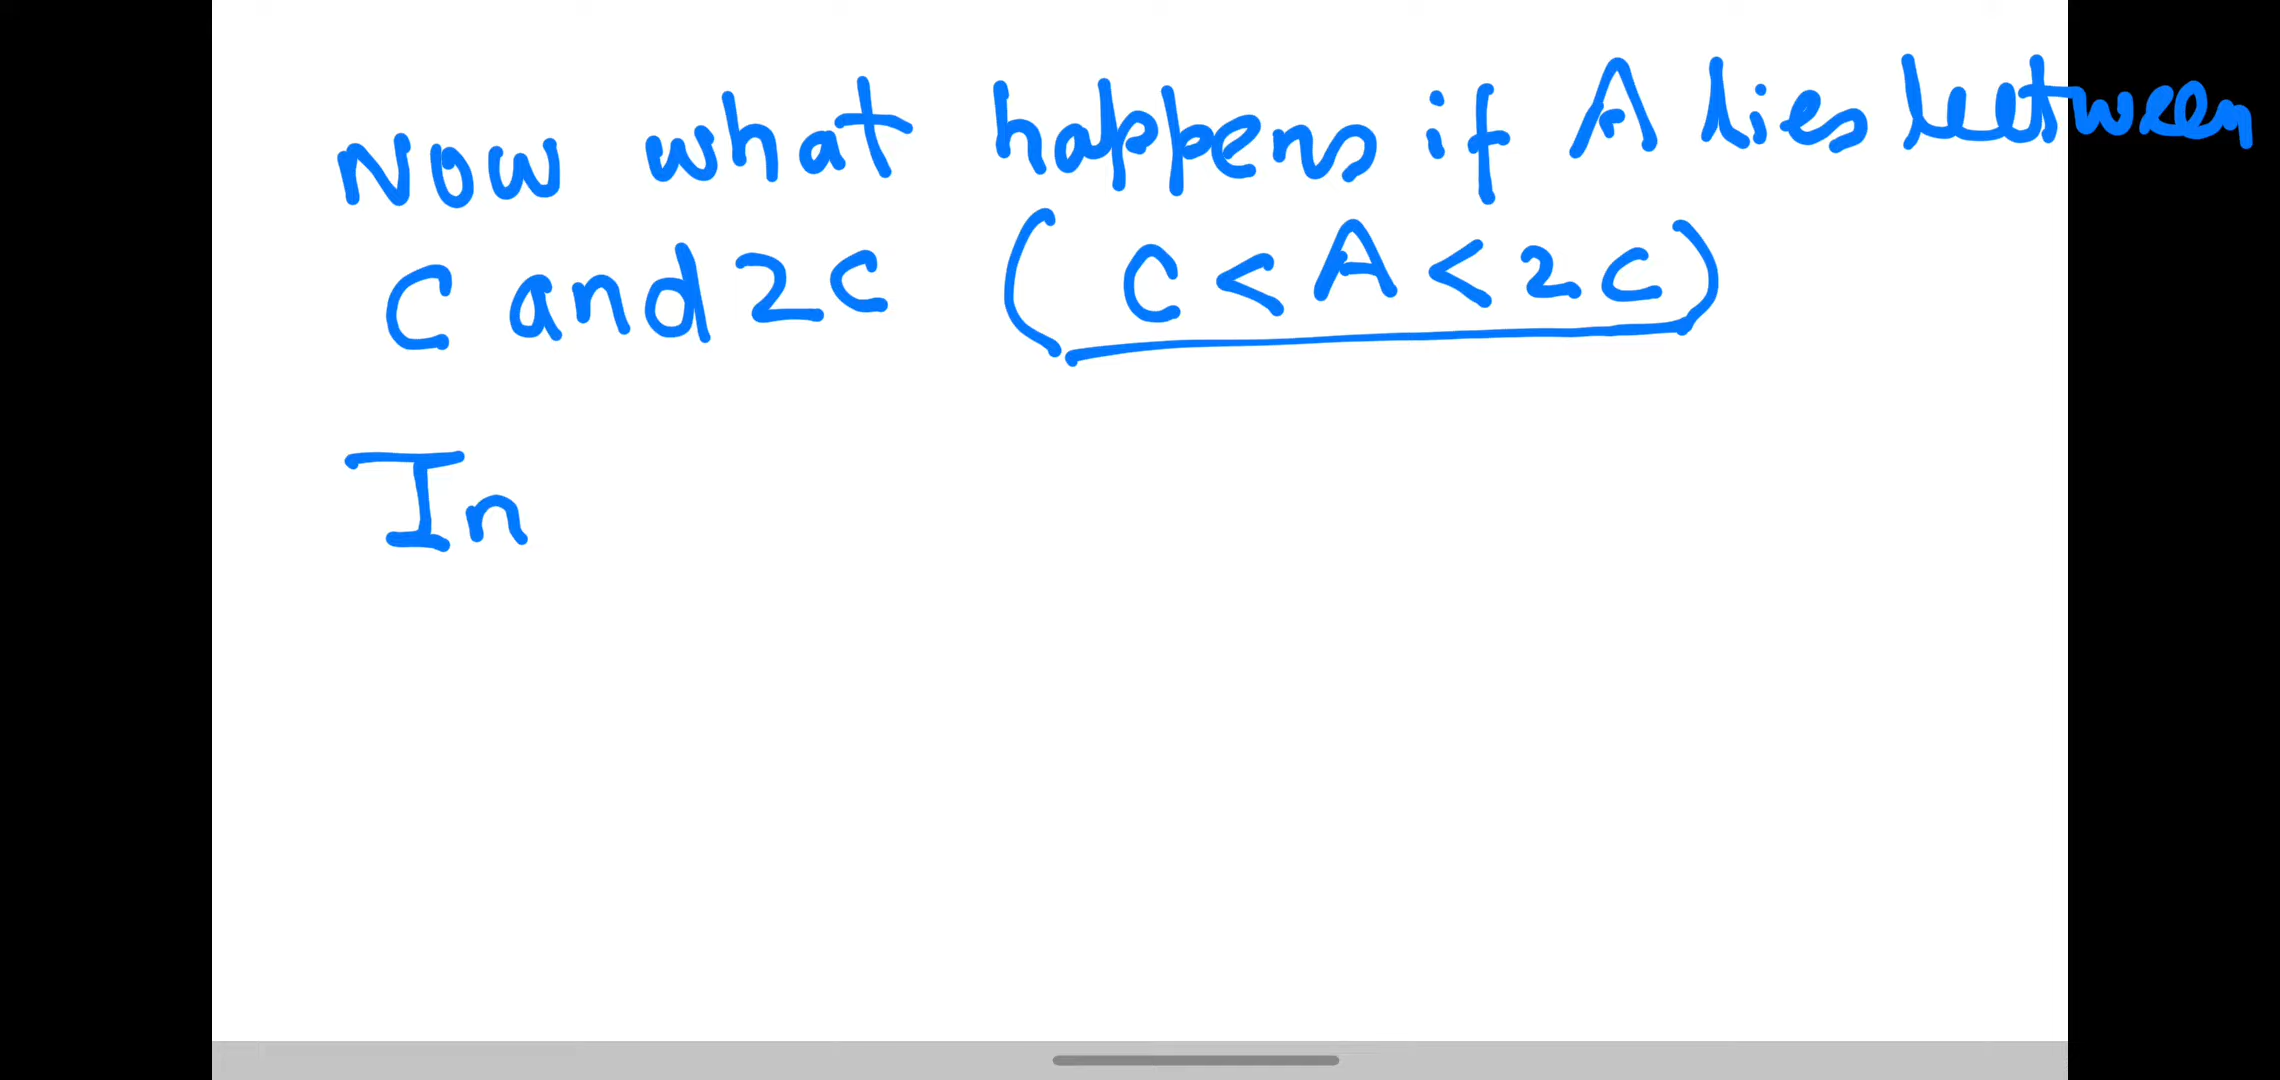 Now what happens if A lies between
C and 2C (C < A < 2C)
In